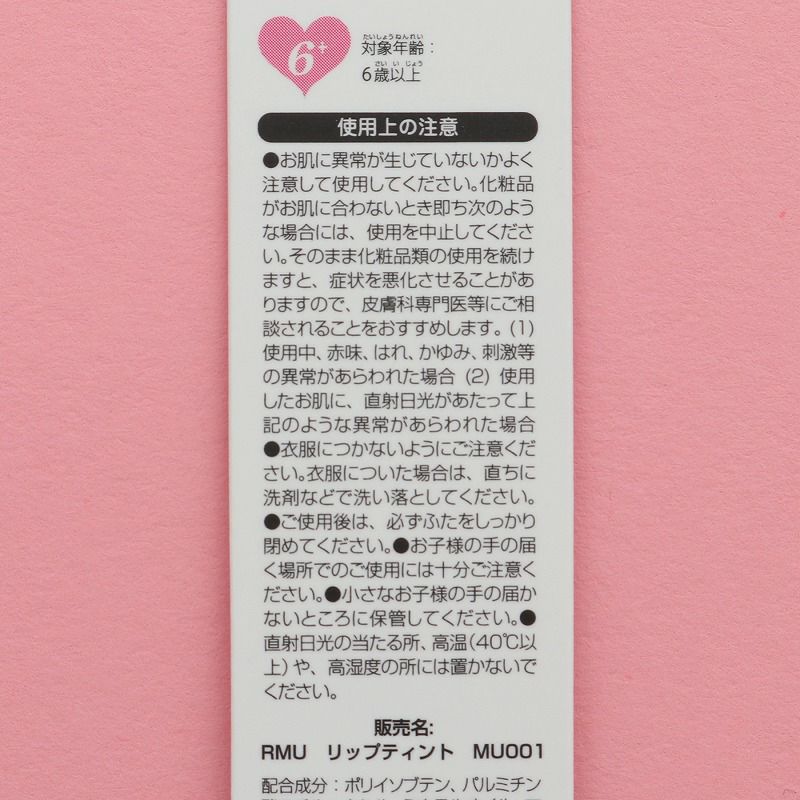 6+
たいしょうねんれい
対象年齢：
さい い じょう
6歳以上
使用上の注意
●お肌に異常が生じていないかよく
注意して使用してください。化粧品
がお肌に合わないとき即ち次のよう
な場合には、使用を中止してくださ
い。そのまま化粧品類の使用を続け
ますと、症状を悪化させることがあ
りますので、皮膚科専門医等にご相
談されることをおすすめします。(1)
使用中、赤味、はれ、かゆみ、刺激等
の異常があらわれた場合 (2) 使用
したお肌に、直射日光があたって上
記のような異常があらわれた場合
●衣服につかないようにご注意くだ
さい。衣服についた場合は、直ちに
洗剤などで洗い落としてください。
●ご使用後は、必ずふたをしっかり
閉めてください。●お子様の手の届
く場所でのご使用には十分ご注意く
ださい。●小さなお子様の手の届か
ないところに保管してください。●
直射日光の当たる所、高温(40℃以
上)や、高湿度の所には置かないで
ください。
販売名:
RMU リップティント MU001
配合成分：ポリイソブテン、パルミチン